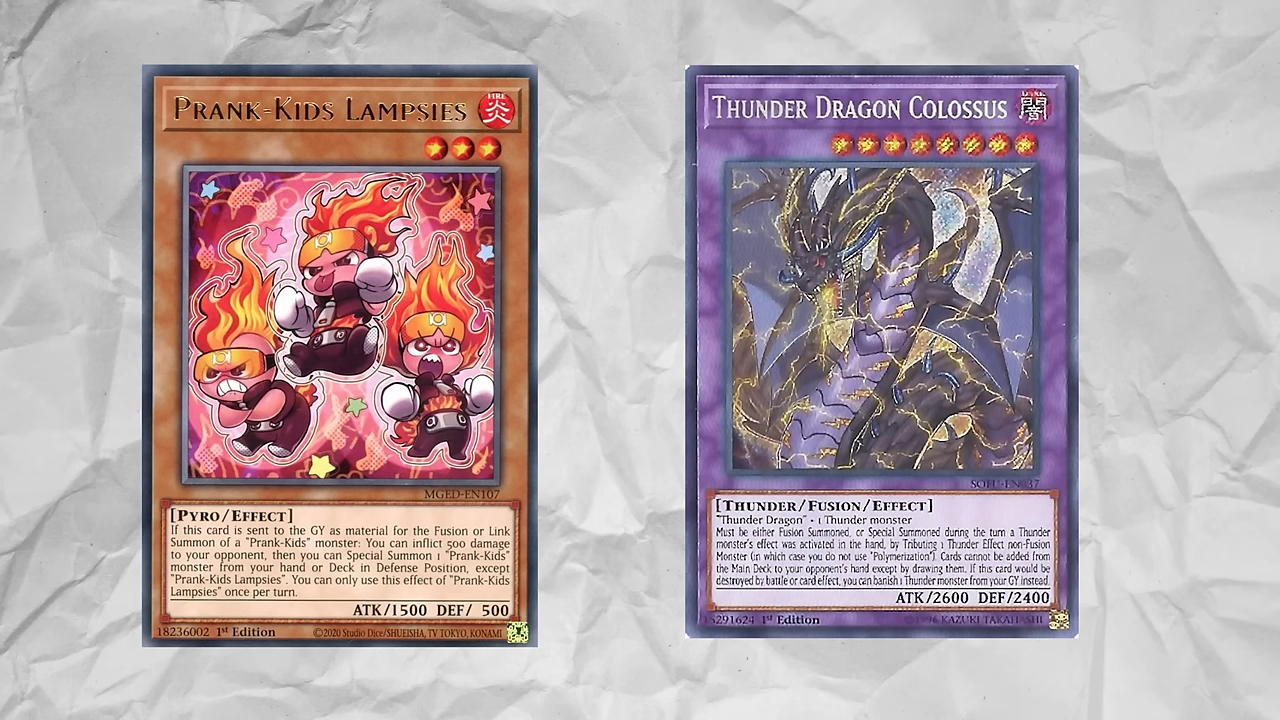 PRANK-KIDS LAMPSIES
FIRE
炎
MGED-EN107
[PYRO/EFFECT]
If this card is sent to the GY as material for the Fusion or Link
Summon of a "Prank-Kids" monster: You can inflict 500 damage
to your opponent, then you can Special Summon 1 "Prank-Kids"
monster from your hand or Deck in Defense Position, except
"Prank-Kids Lampsies". You can only use this effect of "Prank-Kids
Lampsies" once per turn.
ATK/1500 DEF/ 500
18236002 1st Edition
©2020 Studio Dice/SHUEISHA, TV TOKYO, KONAMI
THUNDER DRAGON COLOSSUS
DARK
闇
SOFU-EN037
[THUNDER/FUSION/EFFECT]
"Thunder Dragon" + 1 Thunder monster
Must be either Fusion Summoned, or Special Summoned during the turn a Thunder
monster's effect was activated in the hand, by Tributing 1 Thunder Effect non-Fusion
Monster (in which case you do not use "Polymerization"). Cards cannot be added from
the Main Deck to your opponent's hand except by drawing them. If this card would be
destroyed by battle or card effect, you can banish 1 Thunder monster from your GY instead.
ATK/2600 DEF/2400
1st Edition
©1996 KAZUKI TAKAHASHI